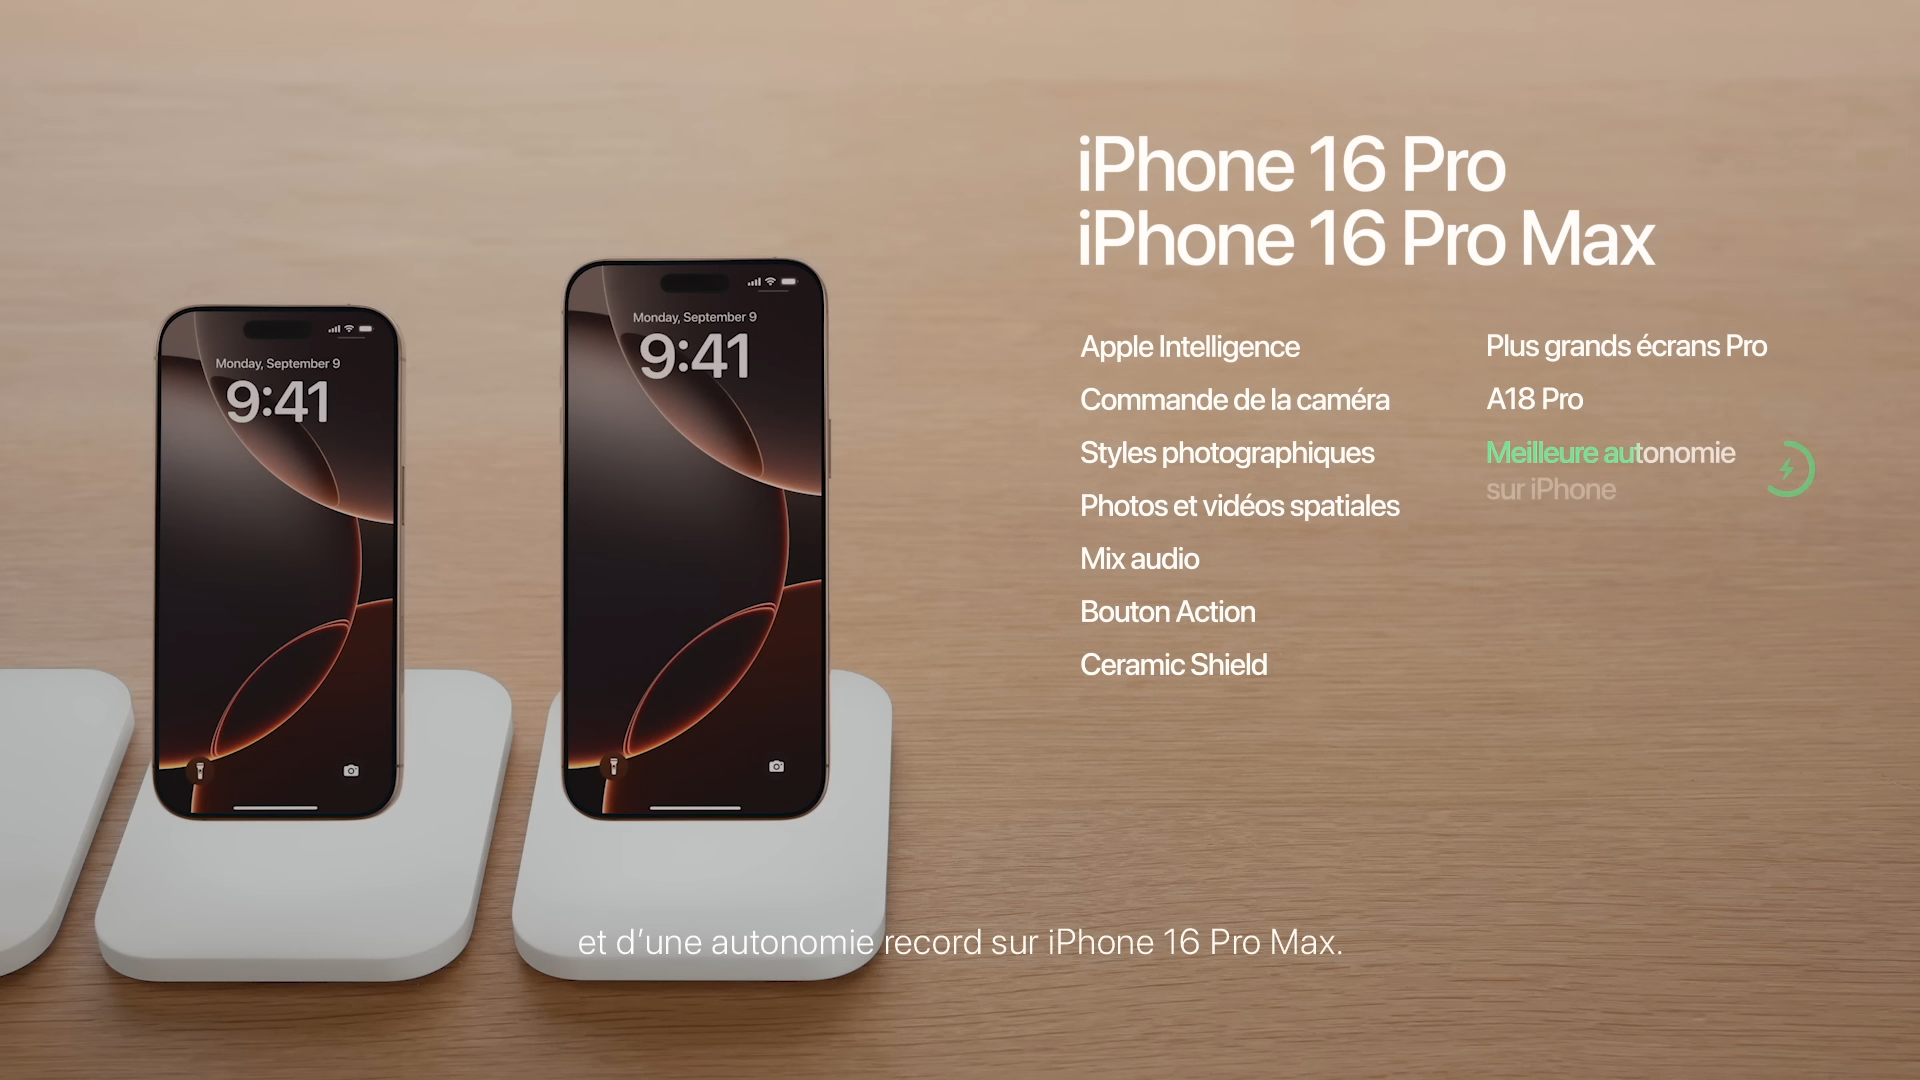 iPhone 16 Pro
iPhone 16 Pro Max
Apple Intelligence
Commande de la caméra
Styles photographiques
Photos et vidéos spatiales
Mix audio
Bouton Action
Ceramic Shield
Plus grands écrans Pro
A18 Pro
Meilleure autonomie
sur iPhone
Monday, September 9
9:41
Monday, September 9
9:41
et d’une autonomie record sur iPhone 16 Pro Max.